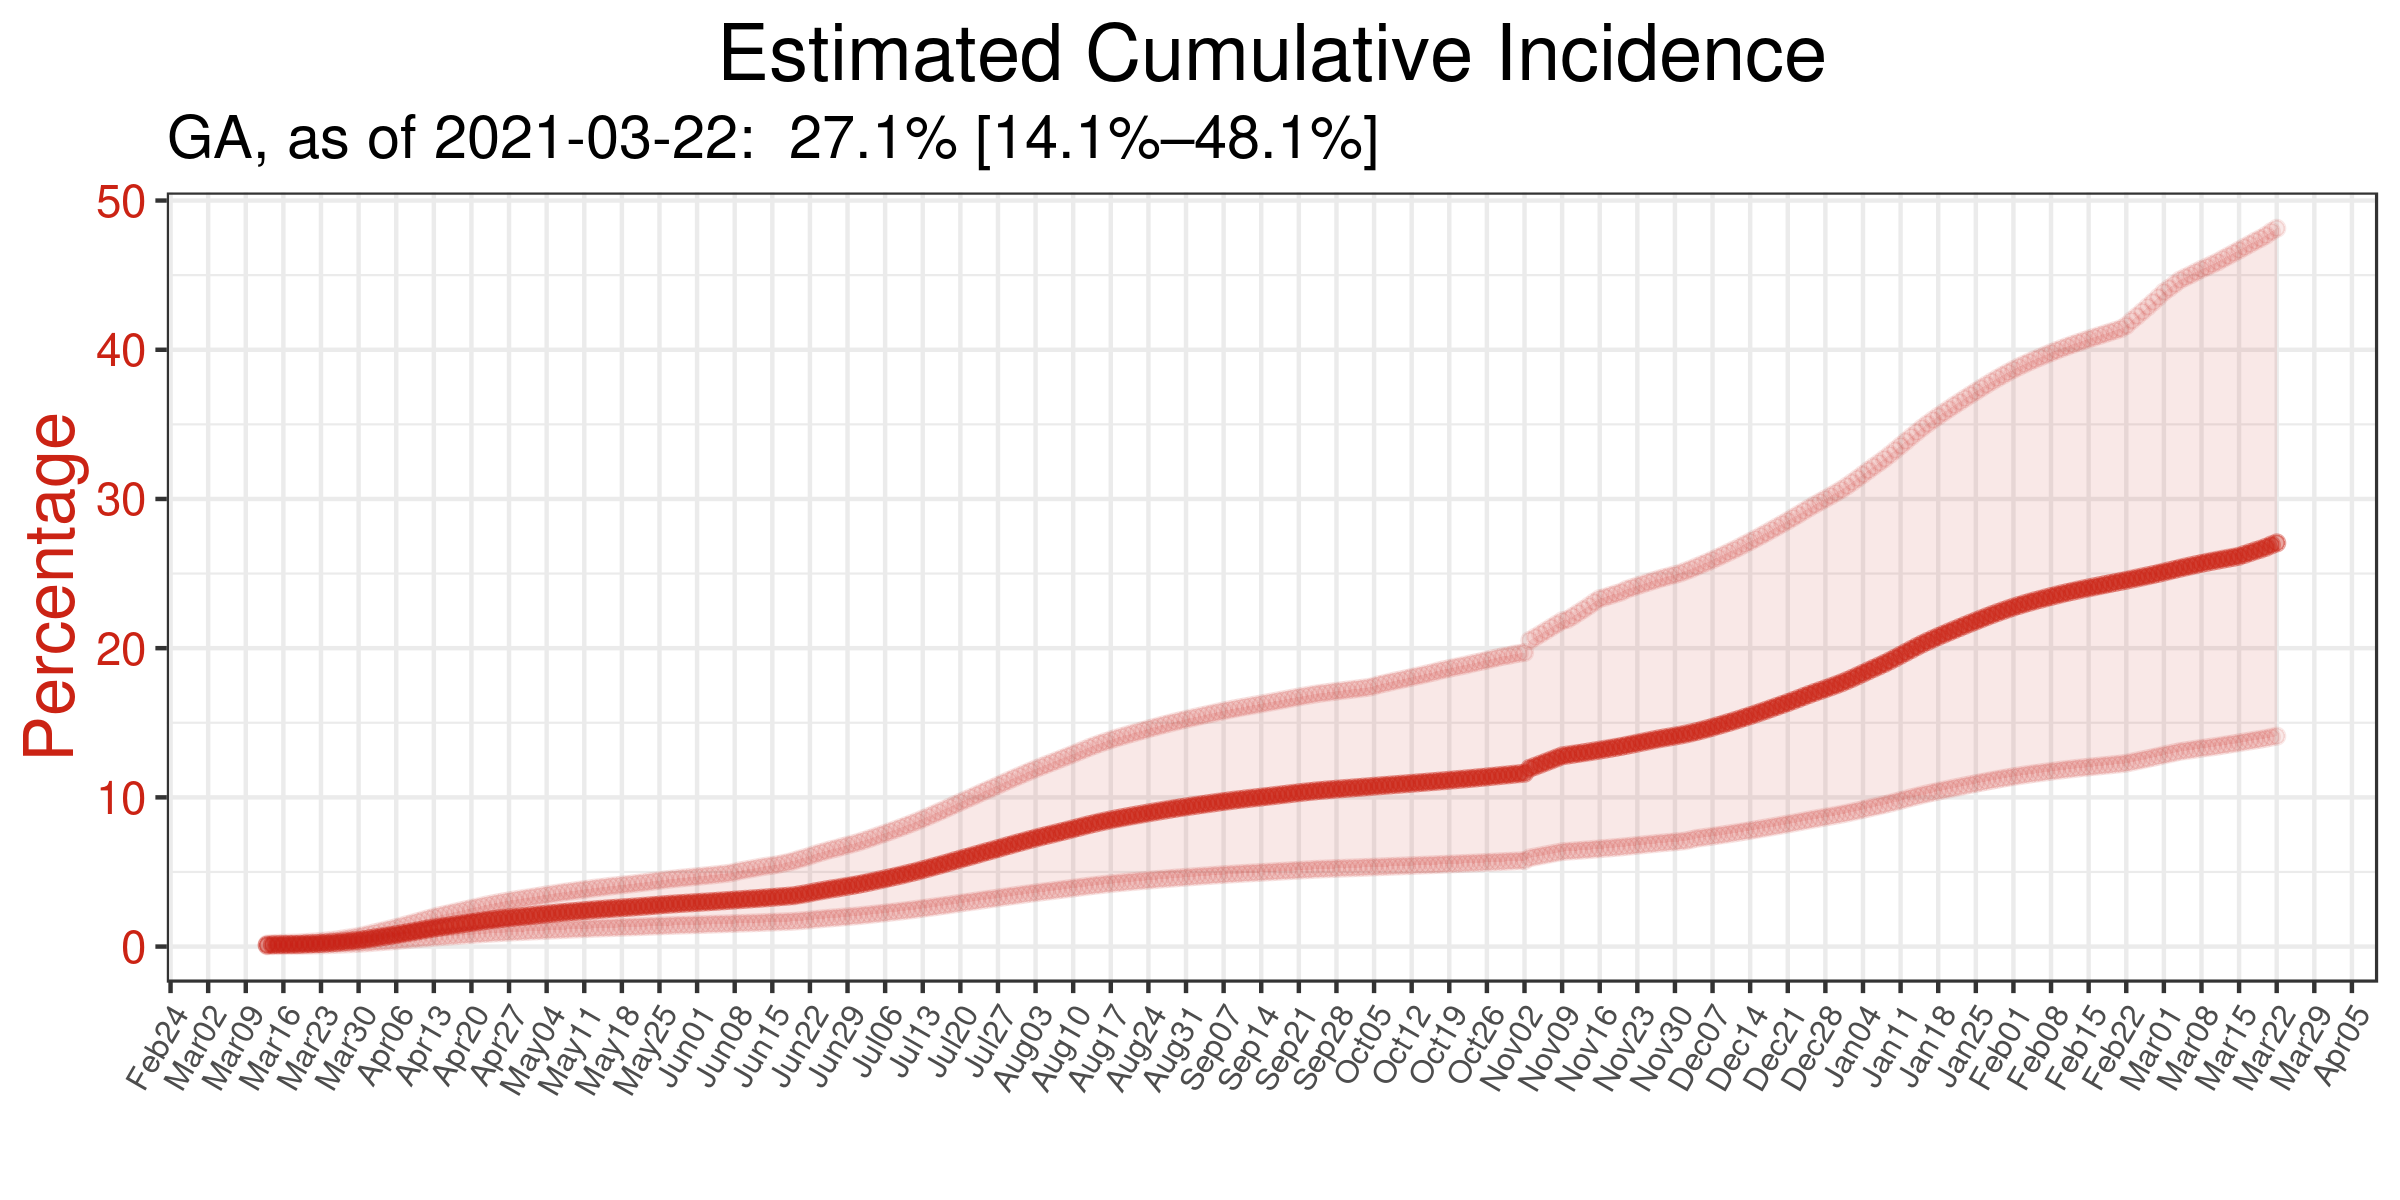 Estimated Cumulative Incidence
GA, as of 2021-03-22:  27.1% [14.1%–48.1%]
Percentage
50
40
30
20
10
0
Feb24
Mar02
Mar09
Mar16
Mar23
Mar30
Apr06
Apr13
Apr20
Apr27
May04
May11
May18
May25
Jun01
Jun08
Jun15
Jun22
Jun29
Jul06
Jul13
Jul20
Jul27
Aug03
Aug10
Aug17
Aug24
Aug31
Sep07
Sep14
Sep21
Sep28
Oct05
Oct12
Oct19
Oct26
Nov02
Nov09
Nov16
Nov23
Nov30
Dec07
Dec14
Dec21
Dec28
Jan04
Jan11
Jan18
Jan25
Feb01
Feb08
Feb15
Feb22
Mar01
Mar08
Mar15
Mar22
Mar29
Apr05